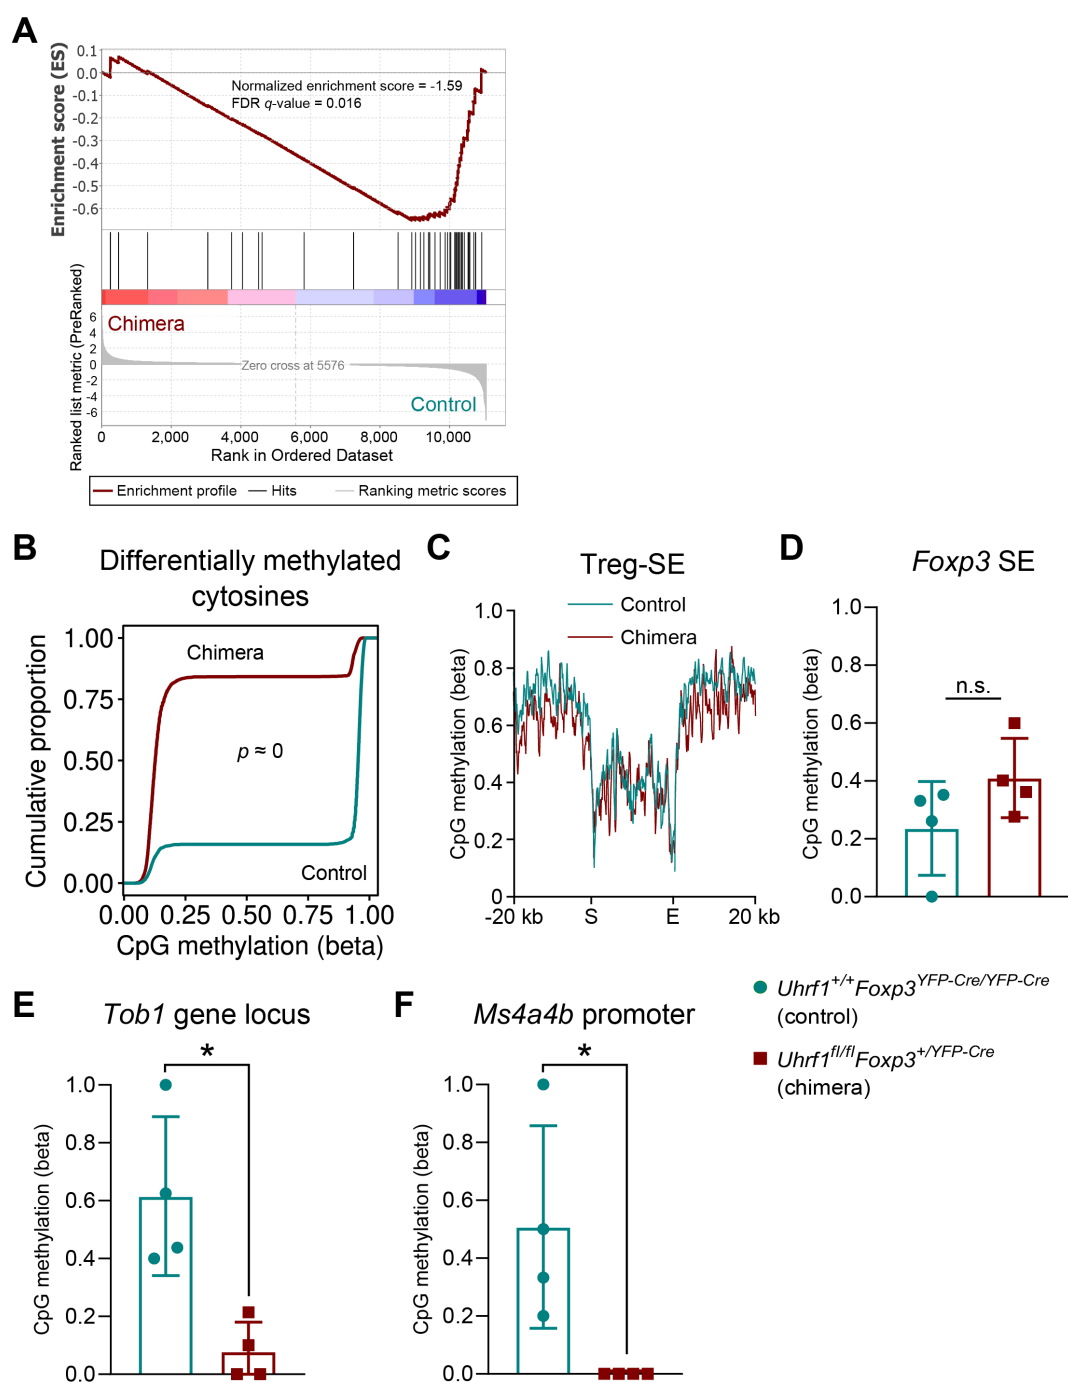 A
Enrichment score (ES)
0.1
0.0
-0.1
-0.2
-0.3
-0.4
-0.5
-0.6
Normalized enrichment score = -1.59
FDR q-value = 0.016
Ranked list metric (PreRanked)
6
4
2
0
-2
-4
-6
Chimera
Zero cross at 5576
Control
0 2,000 4,000 6,000 8,000 10,000
Rank in Ordered Dataset
Enrichment profile Hits Ranking metric scores
B
Differentially methylated
cytosines
Cumulative proportion
1.00
0.75
0.50
0.25
0.00
Chimera
p ≈ 0
Control
0.00 0.25 0.50 0.75 1.00
CpG methylation (beta)
C
Treg-SE
Control
Chimera
CpG methylation (beta)
1.0
0.8
0.6
0.4
0.2
0
-20 kb S E 20 kb
D
Foxp3 SE
CpG methylation (beta)
1.0
0.8
0.6
0.4
0.2
0.0
n.s.
E
Tob1 gene locus
*
CpG methylation (beta)
1.0
0.8
0.6
0.4
0.2
0.0
F
Ms4a4b promoter
*
CpG methylation (beta)
1.0
0.8
0.6
0.4
0.2
0.0
Uhrf1+/+Foxp3YFP-Cre/YFP-Cre
(control)
Uhrf1fl/flFoxp3+/YFP-Cre
(chimera)